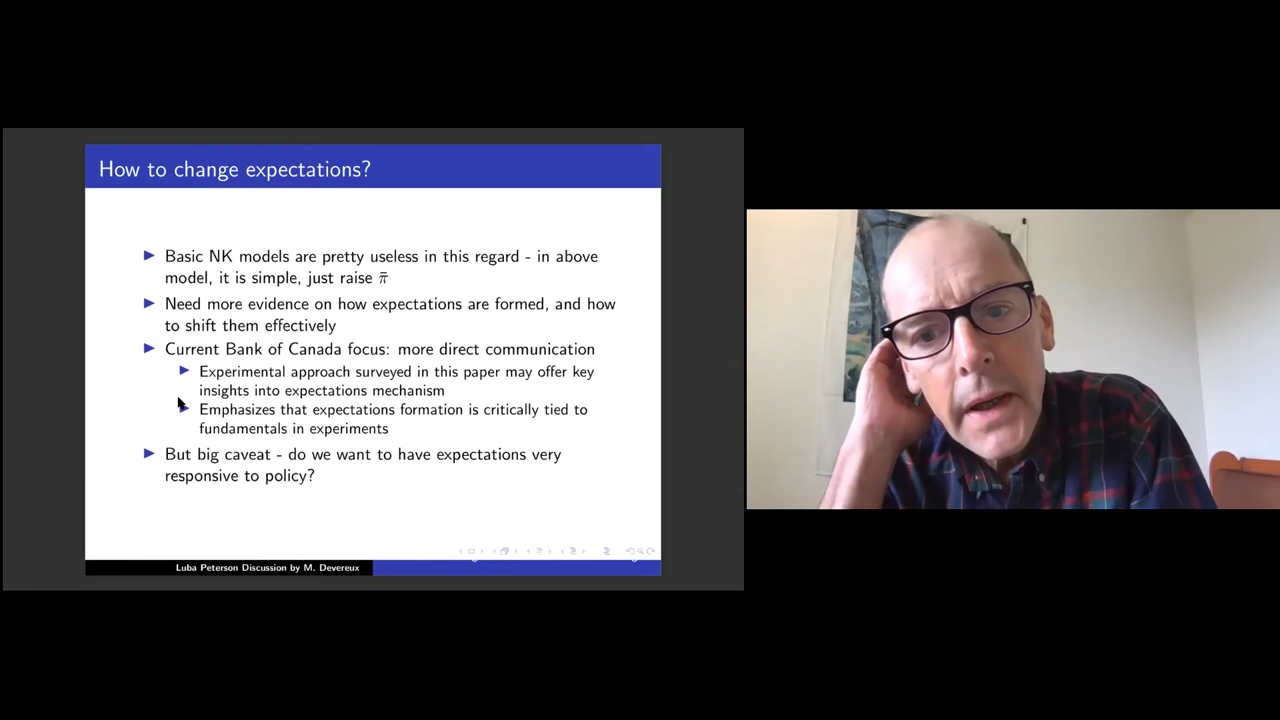 How to change expectations?
Basic NK models are pretty useless in this regard - in above
model, it is simple, just raise π̄
Need more evidence on how expectations are formed, and how
to shift them effectively
Current Bank of Canada focus: more direct communication
Experimental approach surveyed in this paper may offer key
insights into expectations mechanism
Emphasizes that expectations formation is critically tied to
fundamentals in experiments
But big caveat - do we want to have expectations very
responsive to policy?
Luba Peterson Discussion by M. Devereux